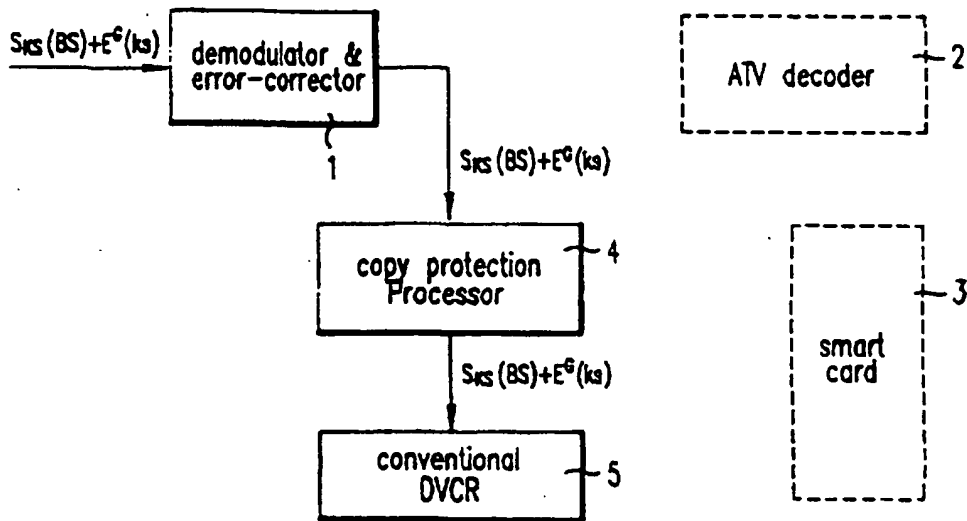 S_KS(BS)+E^G(ks)
demodulator &
error-corrector
1
ATV decoder
2
S_KS(BS)+E^G(ks)
copy protection
Processor
4
smart
card
3
S_KS(BS)+E^G(ks)
conventional
DVCR
5